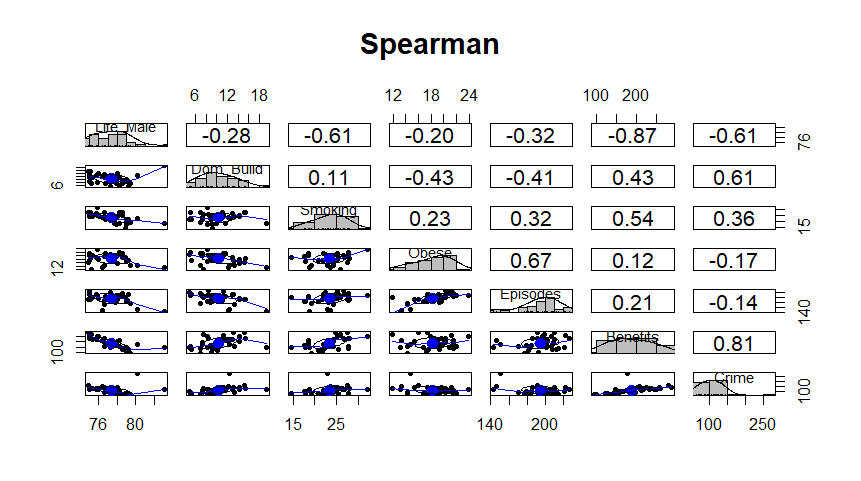 Spearman
6 12 18 12 18 24 100 200
Life_Male -0.28 -0.61 -0.20 -0.32 -0.87 -0.61 76
6 Dom_Build 0.11 -0.43 -0.41 0.43 0.61
Smoking 0.23 0.32 0.54 0.36 15
12 Obese 0.67 0.12 -0.17
Episodes 0.21 -0.14 140
100 Benefits 0.81
Crime 100
76 80 15 25 140 200 100 250